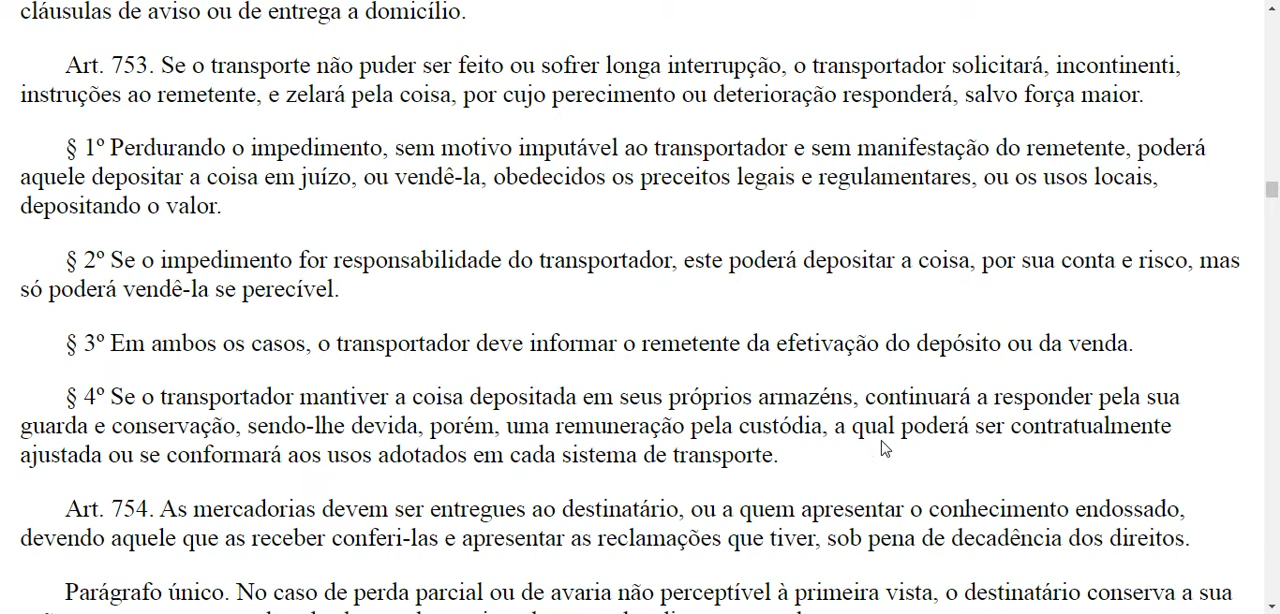 cláusulas de aviso ou de entrega a domicílio.
Art. 753. Se o transporte não puder ser feito ou sofrer longa interrupção, o transportador solicitará, incontinenti,
instruções ao remetente, e zelará pela coisa, por cujo perecimento ou deterioração responderá, salvo força maior.
§ 1º Perdurando o impedimento, sem motivo imputável ao transportador e sem manifestação do remetente, poderá
aquele depositar a coisa em juízo, ou vendê-la, obedecidos os preceitos legais e regulamentares, ou os usos locais,
depositando o valor.
§ 2º Se o impedimento for responsabilidade do transportador, este poderá depositar a coisa, por sua conta e risco, mas
só poderá vendê-la se perecível.
§ 3º Em ambos os casos, o transportador deve informar o remetente da efetivação do depósito ou da venda.
§ 4º Se o transportador mantiver a coisa depositada em seus próprios armazéns, continuará a responder pela sua
guarda e conservação, sendo-lhe devida, porém, uma remuneração pela custódia, a qual poderá ser contratualmente
ajustada ou se conformará aos usos adotados em cada sistema de transporte.
Art. 754. As mercadorias devem ser entregues ao destinatário, ou a quem apresentar o conhecimento endossado,
devendo aquele que as receber conferi-las e apresentar as reclamações que tiver, sob pena de decadência dos direitos.
Parágrafo único. No caso de perda parcial ou de avaria não perceptível à primeira vista, o destinatário conserva a sua